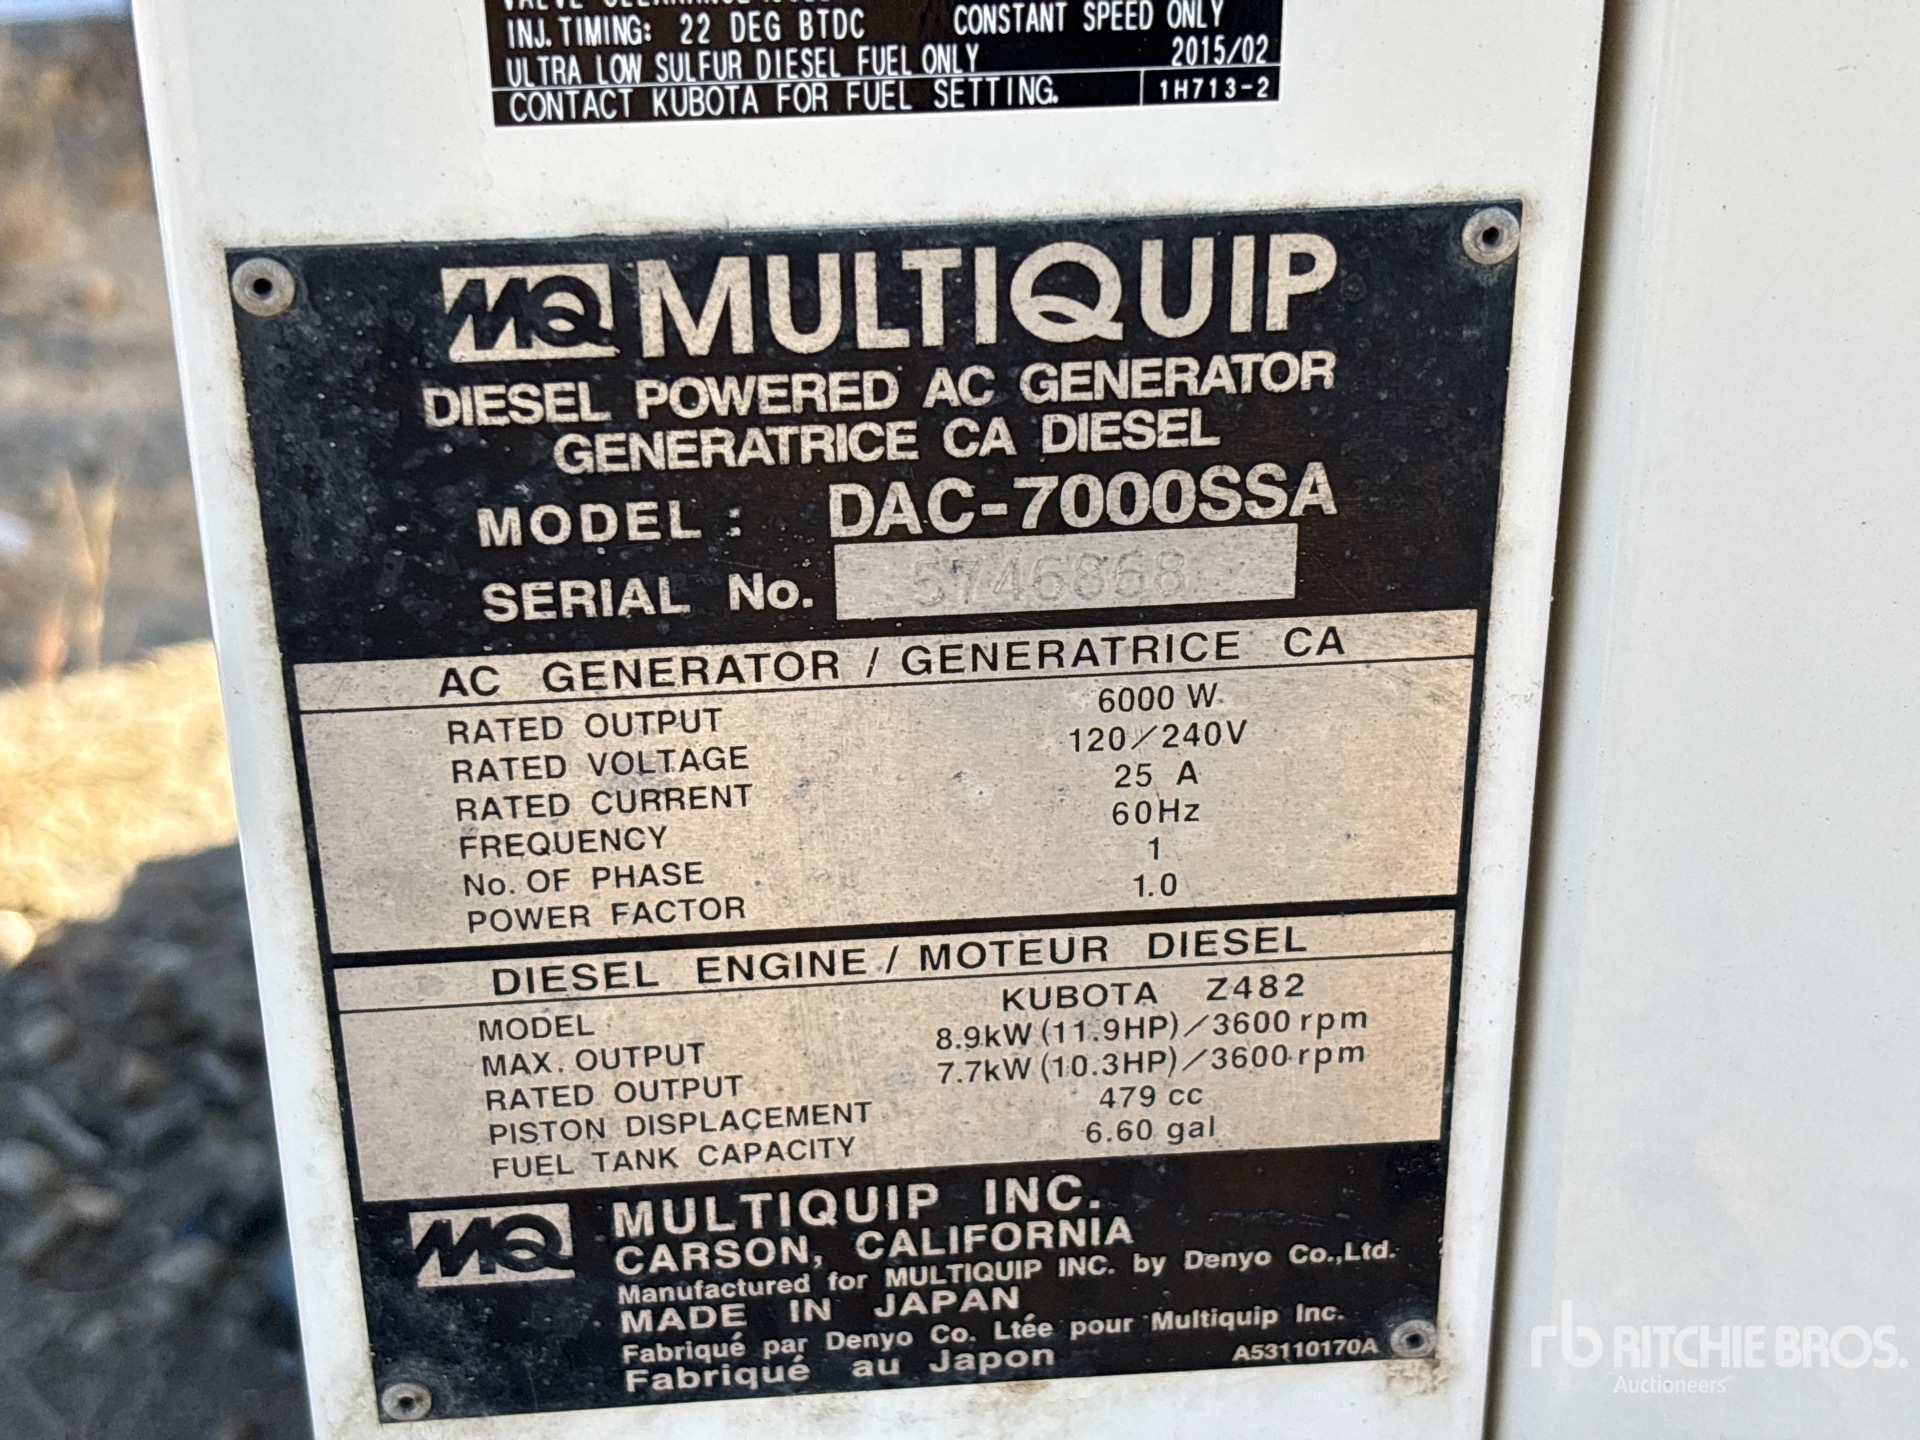 INJ. TIMING: 22 DEG BTDC CONSTANT SPEED ONLY
ULTRA LOW SULFUR DIESEL FUEL ONLY 2015/02
CONTACT KUBOTA FOR FUEL SETTING. 1H713-2
MQ MULTIQUIP
DIESEL POWERED AC GENERATOR
GENERATRICE CA DIESEL
MODEL : DAC-7000SSA
SERIAL No. 5746868
AC GENERATOR / GENERATRICE CA
RATED OUTPUT 6000 W
RATED VOLTAGE 120/240V
RATED CURRENT 25 A
FREQUENCY 60Hz
No. OF PHASE 1
POWER FACTOR 1.0
DIESEL ENGINE / MOTEUR DIESEL
MODEL KUBOTA Z482
MAX. OUTPUT 8.9kW (11.9HP)/3600 rpm
RATED OUTPUT 7.7kW (10.3HP)/3600 rpm
PISTON DISPLACEMENT 479 cc
FUEL TANK CAPACITY 6.60 gal
MQ MULTIQUIP INC.
CARSON, CALIFORNIA
Manufactured for MULTIQUIP INC. by Denyo Co.,Ltd.
MADE IN JAPAN
Fabriqué par Denyo Co. Ltée pour Multiquip Inc.
Fabriqué au Japon A53110170A
rb RITCHIE BROS.
Auctioneers